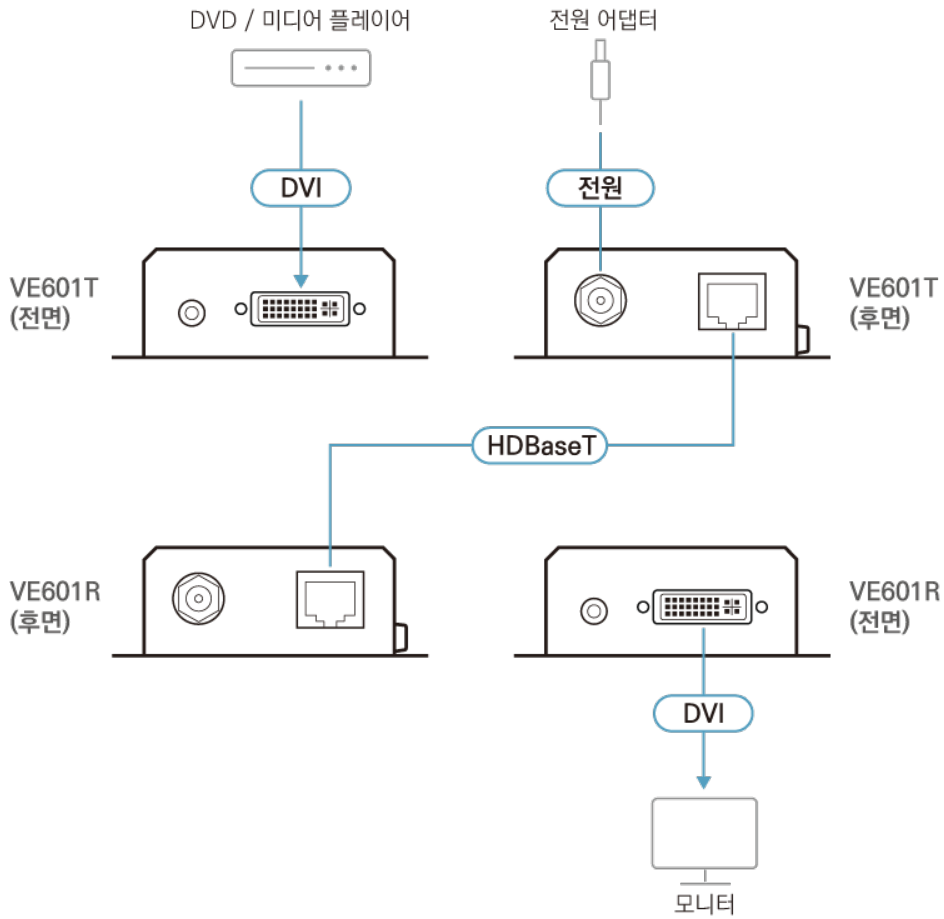 DVD / 미디어 플레이어
전원 어댑터
DVI
전원
VE601T
(전면)
VE601T
(후면)
HDBaseT
VE601R
(후면)
VE601R
(전면)
DVI
모니터